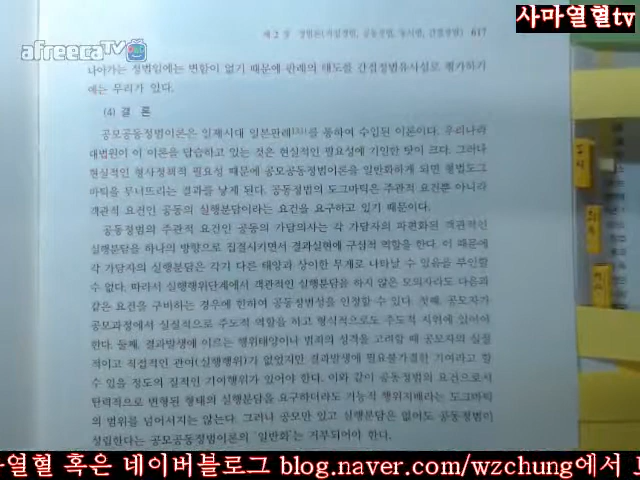 사마열혈tv
afreecaTV
제 2 장 정범론(직접정범, 공동정범, 동시범, 간접정범) 617
나아가는 정범임에는 변함이 없기 때문에 판례의 태도를 간접정범유사설로 평가하기
에는 무리가 있다.
(4) 결 론
공모공동정범이론은 일제시대 일본판례를 통하여 수입된 이론이다. 우리나라
대법원이 이 이론을 답습하고 있는 것은 현실적인 필요성에 기인한 탓이 크다. 그러나
현실적인 형사정책적 필요성 때문에 공모공동정범이론을 일반화하게 되면 형법도그
마틱을 무너뜨리는 결과를 낳게 된다. 공동정범의 도그마틱은 주관적 요건뿐 아니라
객관적 요건인 공동의 실행분담이라는 요건을 요구하고 있기 때문이다.
공동정범의 주관적 요건인 공동의 가담의사는 각 가담자의 파편화된 객관적인
실행분담을 하나의 방향으로 집결시키면서 결과실현에 구심적 역할을 한다. 이 때문에
각 가담자의 실행분담은 각기 다른 태양과 상이한 무게로 나타날 수 있음을 부인할
수 없다. 따라서 실행행위단계에서 객관적인 실행분담을 하지 않은 모의자라도 다음과
같은 요건을 구비하는 경우에 한하여 공동정범성을 인정할 수 있다. 첫째, 공모자가
공모과정에서 실질적으로 주도적 역할을 하고 형식적으로도 주도적 지위에 있어야
한다. 둘째, 결과발생에 이르는 행위태양이나 범죄의 성격을 고려할 때 공모자의 실질
적이고 직접적인 관여(실행행위)가 없었지만 결과발생에 필요불가결한 기여라고 할
수 있을 정도의 질적인 기여행위가 있어야 한다. 이와 같이 공동정범의 요건으로서
탄력적으로 변형된 형태의 실행분담을 요구하더라도 기능적 행위지배라는 도그마틱
의 범위를 넘어서지는 않는다. 그러나 공모만 있고 실행분담은 없어도 공동정범이
성립한다는 공모공동정범이론의 '일반화'는 거부되어야 한다.
사열혈 혹은 네이버블로그 blog.naver.com/wzchung에서